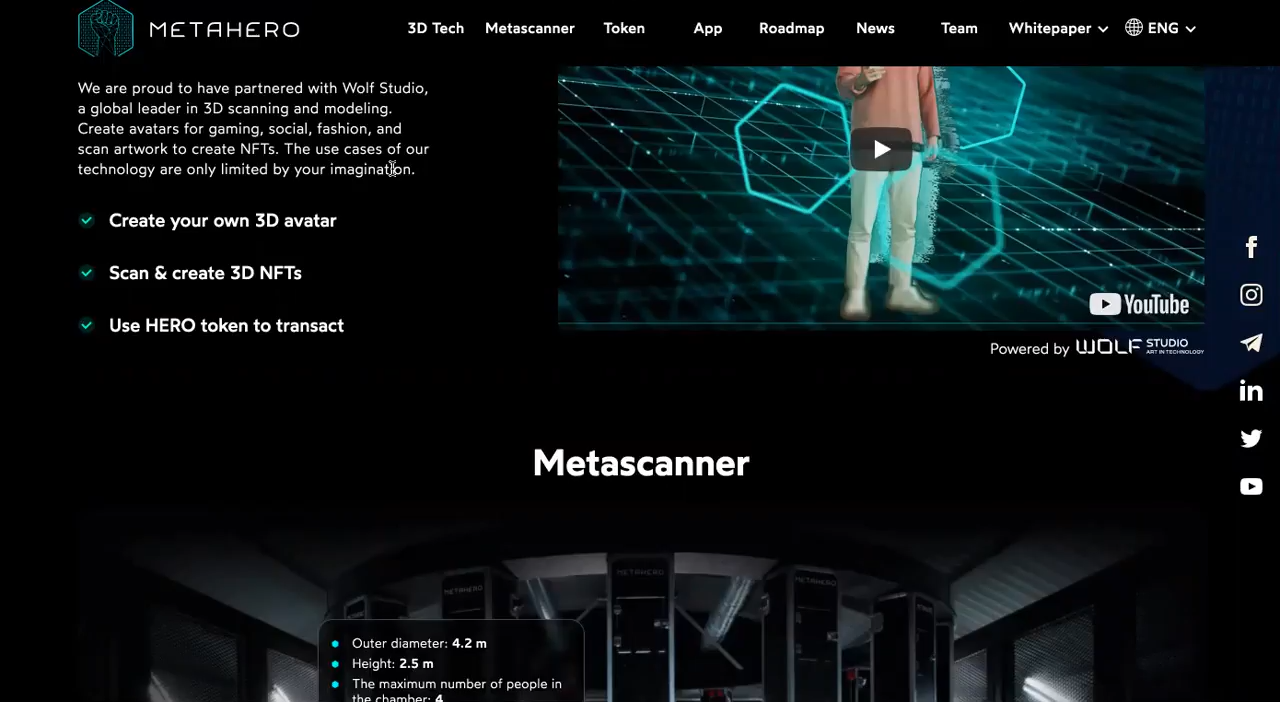 METAHERO
3D Tech
Metascanner
Token
App
Roadmap
News
Team
Whitepaper
ENG
We are proud to have partnered with Wolf Studio,
a global leader in 3D scanning and modeling.
Create avatars for gaming, social, fashion, and
scan artwork to create NFTs. The use cases of our
technology are only limited by your imagination.
Create your own 3D avatar
Scan & create 3D NFTs
Use HERO token to transact
YouTube
Powered by WOLF STUDIO
ART IN TECHNOLOGY
in
Metascanner
METAHERO
METAHERO
METAHERO
Outer diameter: 4.2 m
Height: 2.5 m
The maximum number of people in
the chamber: 4